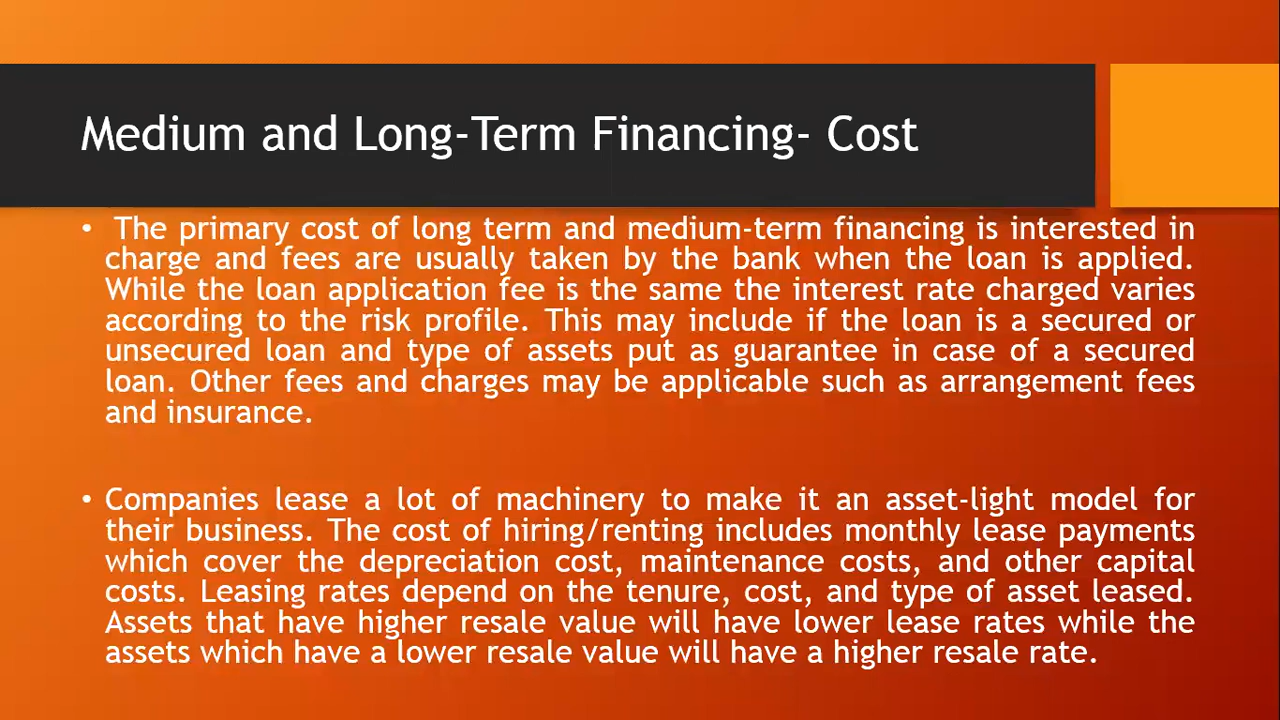 Medium and Long-Term Financing- Cost
• The primary cost of long term and medium-term financing is interested in
charge and fees are usually taken by the bank when the loan is applied.
While the loan application fee is the same the interest rate charged varies
according to the risk profile. This may include if the loan is a secured or
unsecured loan and type of assets put as guarantee in case of a secured
loan. Other fees and charges may be applicable such as arrangement fees
and insurance.
• Companies lease a lot of machinery to make it an asset-light model for
their business. The cost of hiring/renting includes monthly lease payments
which cover the depreciation cost, maintenance costs, and other capital
costs. Leasing rates depend on the tenure, cost, and type of asset leased.
Assets that have higher resale value will have lower lease rates while the
assets which have a lower resale value will have a higher resale rate.